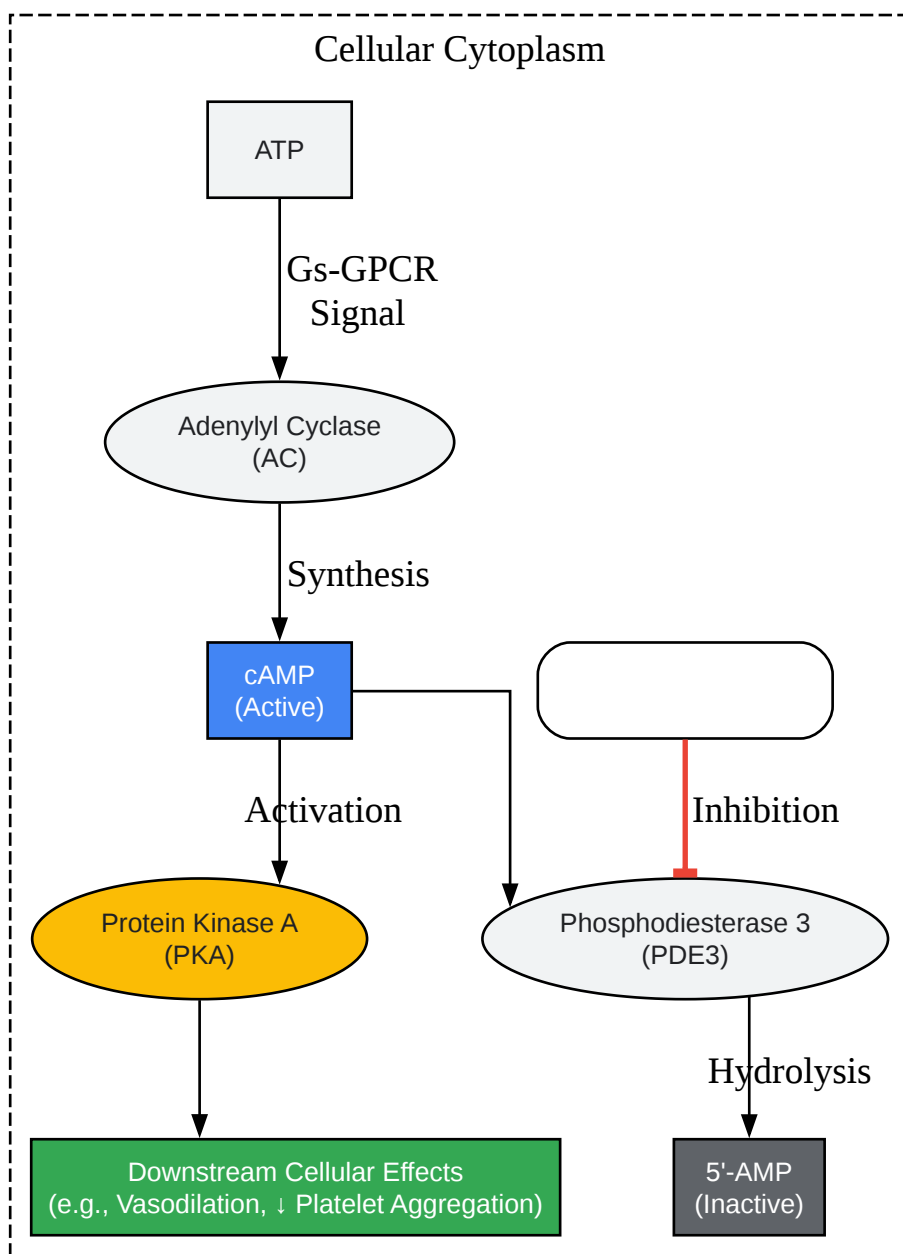 Cellular Cytoplasm
ATP
Gs-GPCR
Signal
Adenylyl Cyclase
(AC)
Synthesis
cAMP
(Active)
Activation
Inhibition
Protein Kinase A
(PKA)
Phosphodiesterase 3
(PDE3)
Hydrolysis
Downstream Cellular Effects
(e.g., Vasodilation, ↓ Platelet Aggregation)
5'-AMP
(Inactive)